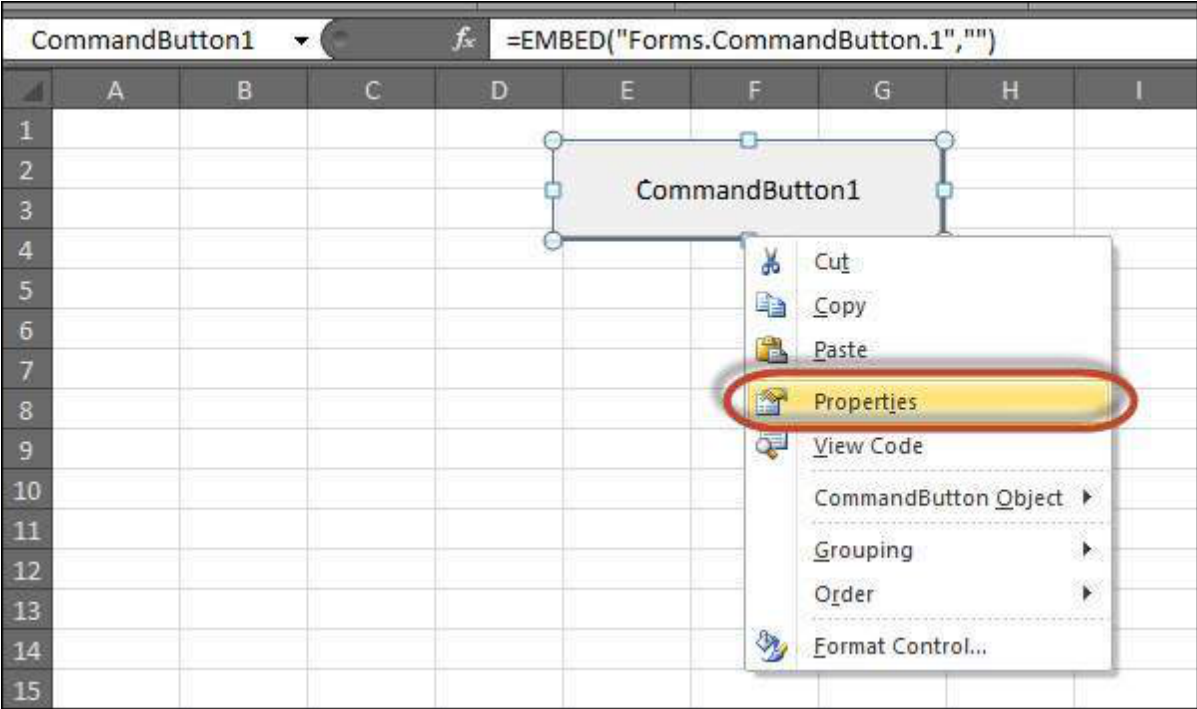 CommandButton1 fx =EMBED("Forms.CommandButton.1","")
A B C D E F G H I
1
2
3
CommandButton1
4
5
6
7
8
9
10
11
12
13
14
15
Cut
Copy
Paste
Properties
View Code
CommandButton Object
Grouping
Order
Format Control...